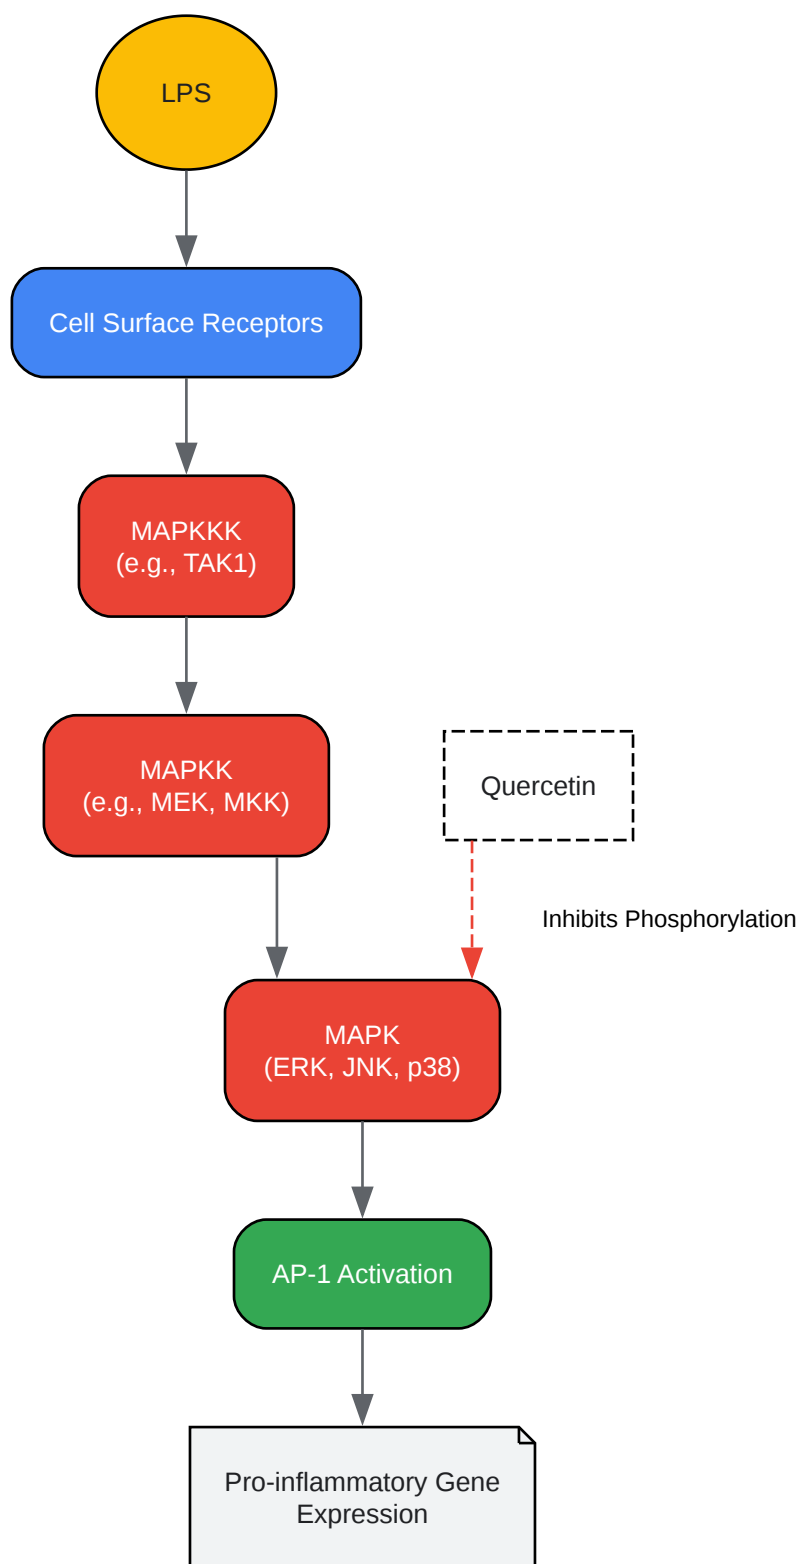 LPS
Cell Surface Receptors
MAPKKK
(e.g., TAK1)
MAPKK
(e.g., MEK, MKK)
Quercetin
Inhibits Phosphorylation
MAPK
(ERK, JNK, p38)
AP-1 Activation
Pro-inflammatory Gene
Expression